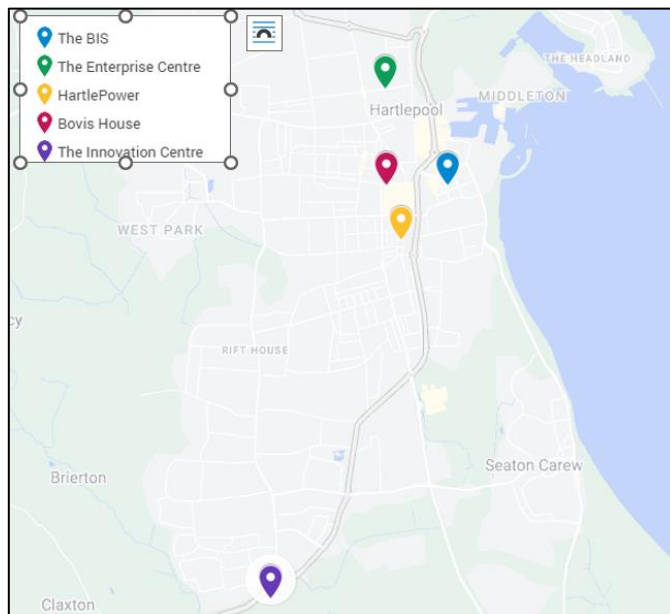 The BIS
The Enterprise Centre
HartlePower
Bovis House
The Innovation Centre
THE HEADLAND
MIDDLETON
Hartlepool
WEST PARK
cy
RIFT HOUSE
Seaton Carew
Brierton
Claxton